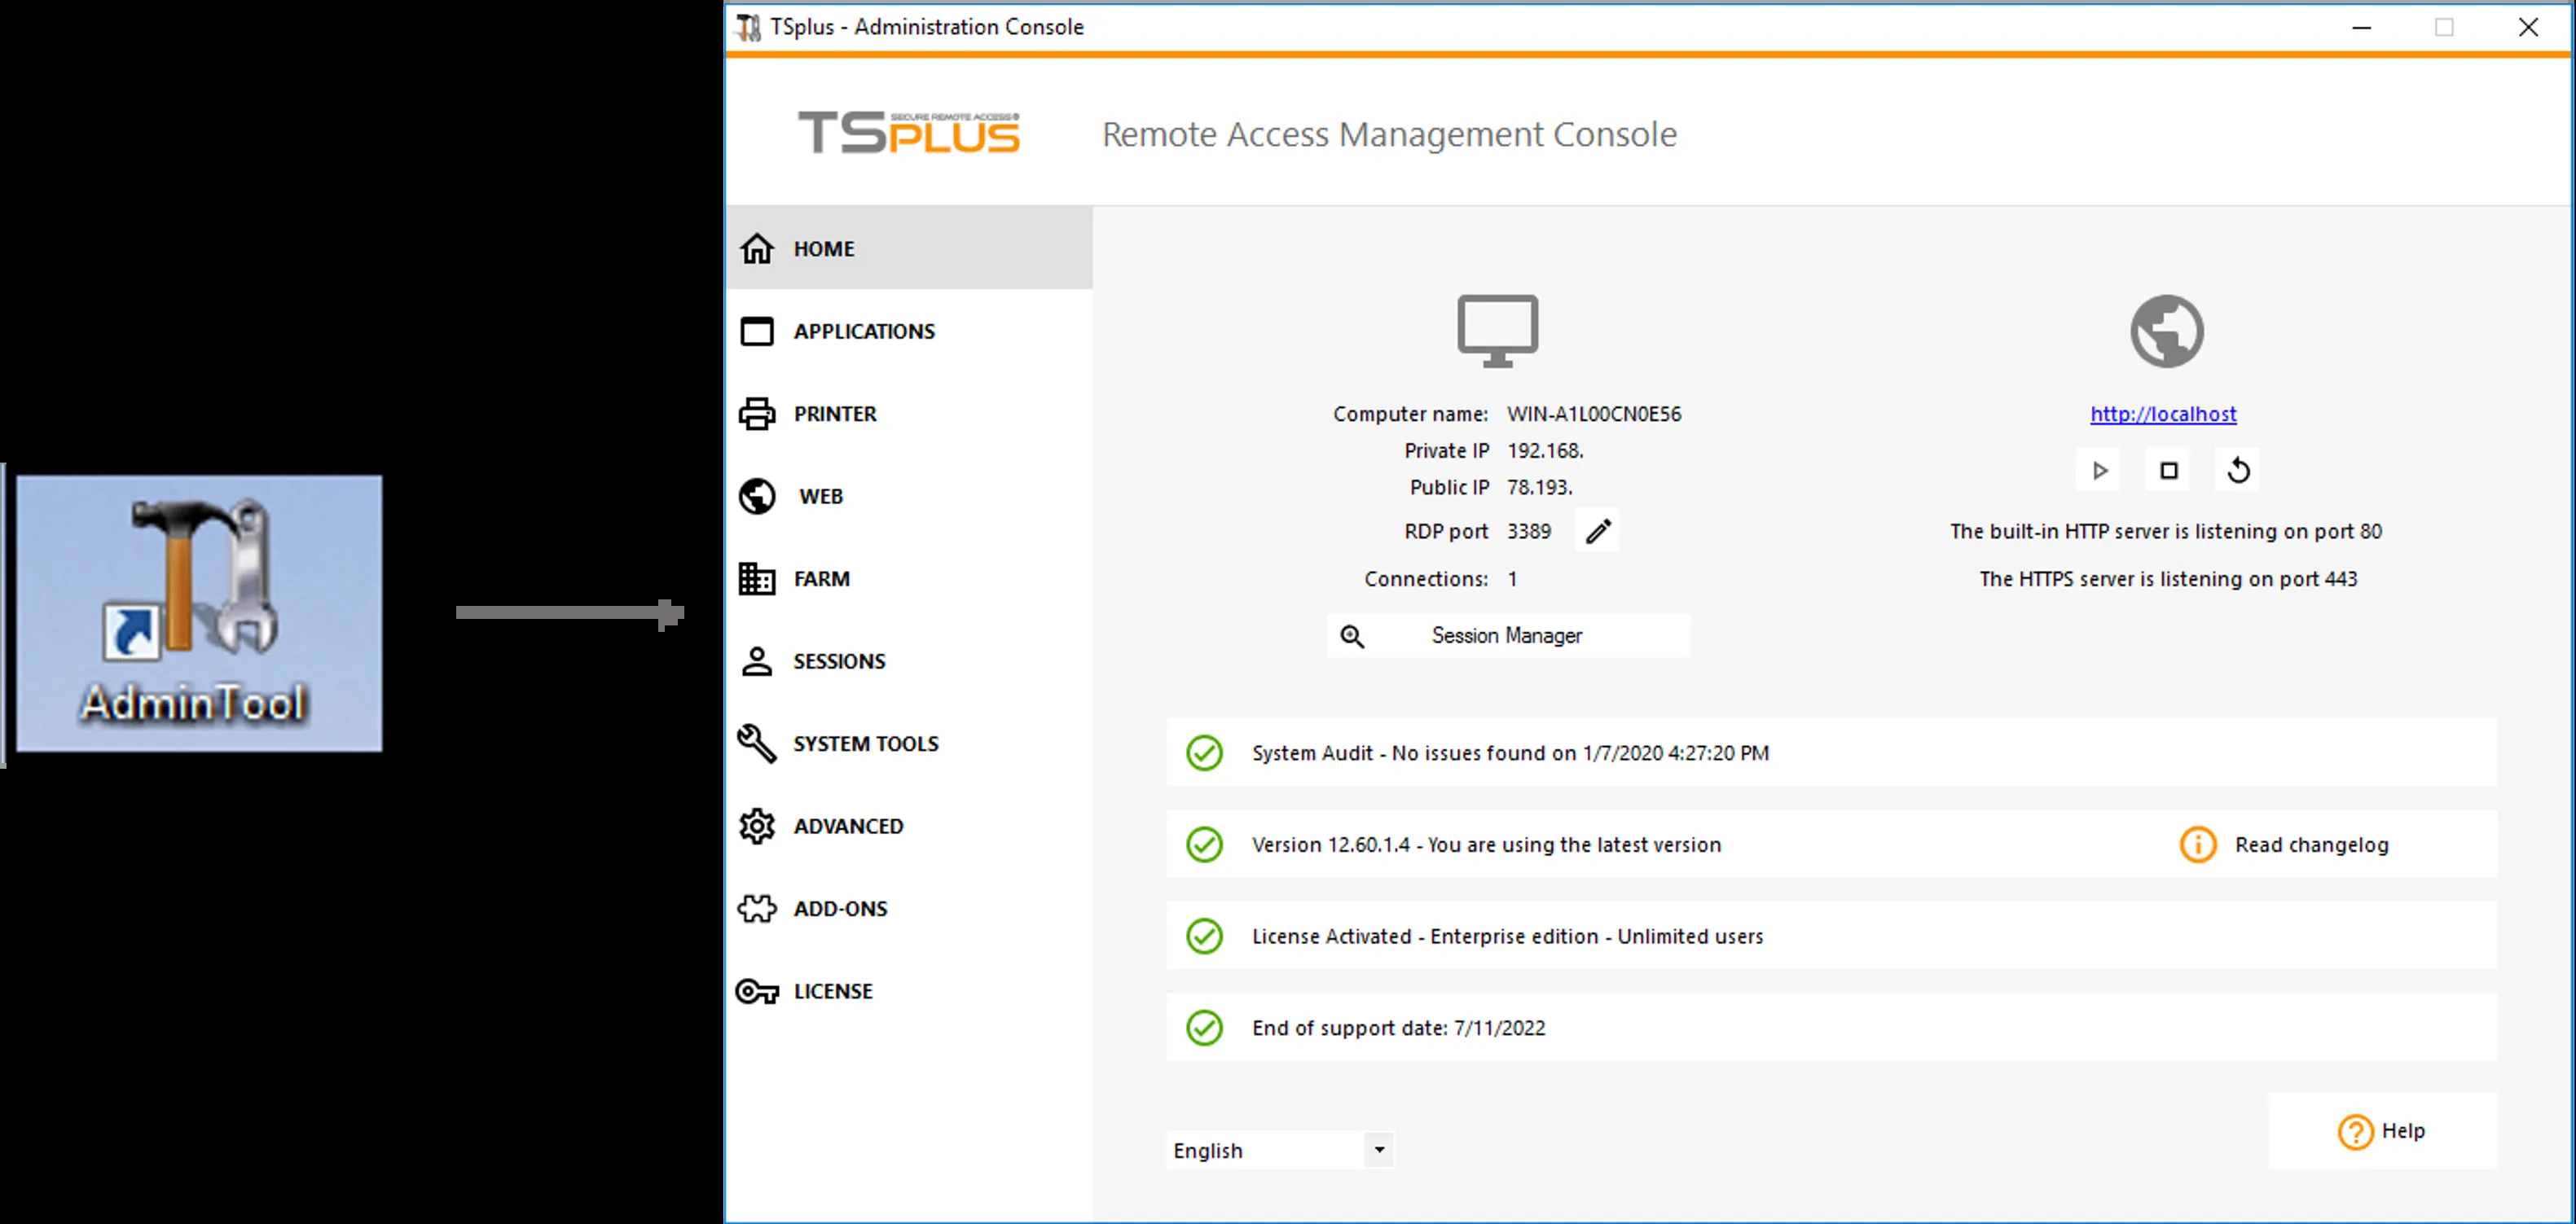 AdminTool
TSplus - Administration Console
TSPLUS SECURE REMOTE ACCESS®
Remote Access Management Console
HOME
APPLICATIONS
PRINTER
WEB
FARM
SESSIONS
SYSTEM TOOLS
ADVANCED
ADD-ONS
LICENSE
Computer name: WIN-A1L00CN0E56
Private IP 192.168.
Public IP 78.193.
RDP port 3389
Connections: 1
Session Manager
http://localhost
The built-in HTTP server is listening on port 80
The HTTPS server is listening on port 443
System Audit - No issues found on 1/7/2020 4:27:20 PM
Version 12.60.1.4 - You are using the latest version
Read changelog
License Activated - Enterprise edition - Unlimited users
End of support date: 7/11/2022
English
Help